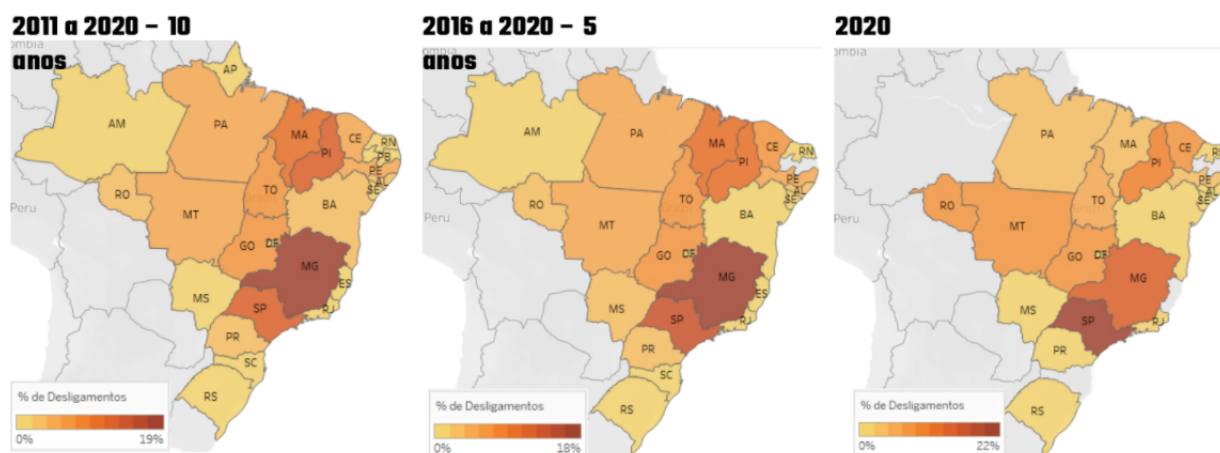 2011 a 2020 – 10
anos
AP
AM
PA
MA
CE
RN
PB
PI
PE
SE
TO
RO
BA
MT
Peru
GO
DF
MG
ES
MS
SP
RJ
PR
SC
RS
% de Desligamentos
0%
19%
2016 a 2020 – 5
anos
AM
PA
MA
CE
RN
PI
PE
AL
SE
TO
RO
BA
MT
Peru
GO
DF
MG
ES
MS
SP
RJ
PR
SC
RS
% de Desligamentos
0%
18%
2020
ombia
PA
MA
CE
PI
PE
AL
SE
TO
RO
BA
MT
Peru
GO
DF
MG
MS
SP
RJ
PR
RS
% de Desligamentos
0%
22%